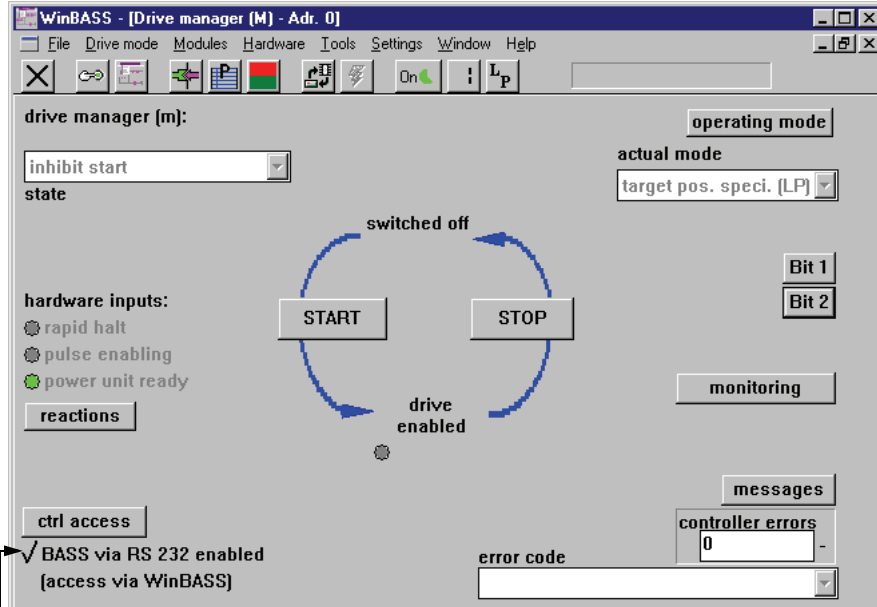 WinBASS - [Drive manager (M) - Adr. 0]
File Drive mode Modules Hardware Tools Settings Window Help
P On L P
drive manager (m):
operating mode
actual mode
inhibit start
target pos. speci. (LP)
state
switched off
Bit 1
hardware inputs:
Bit 2
START STOP
rapid halt
pulse enabling
power unit ready
monitoring
reactions
drive
enabled
messages
ctrl access
controller errors
0 -
BASS via RS 232 enabled
error code
(access via WinBASS)